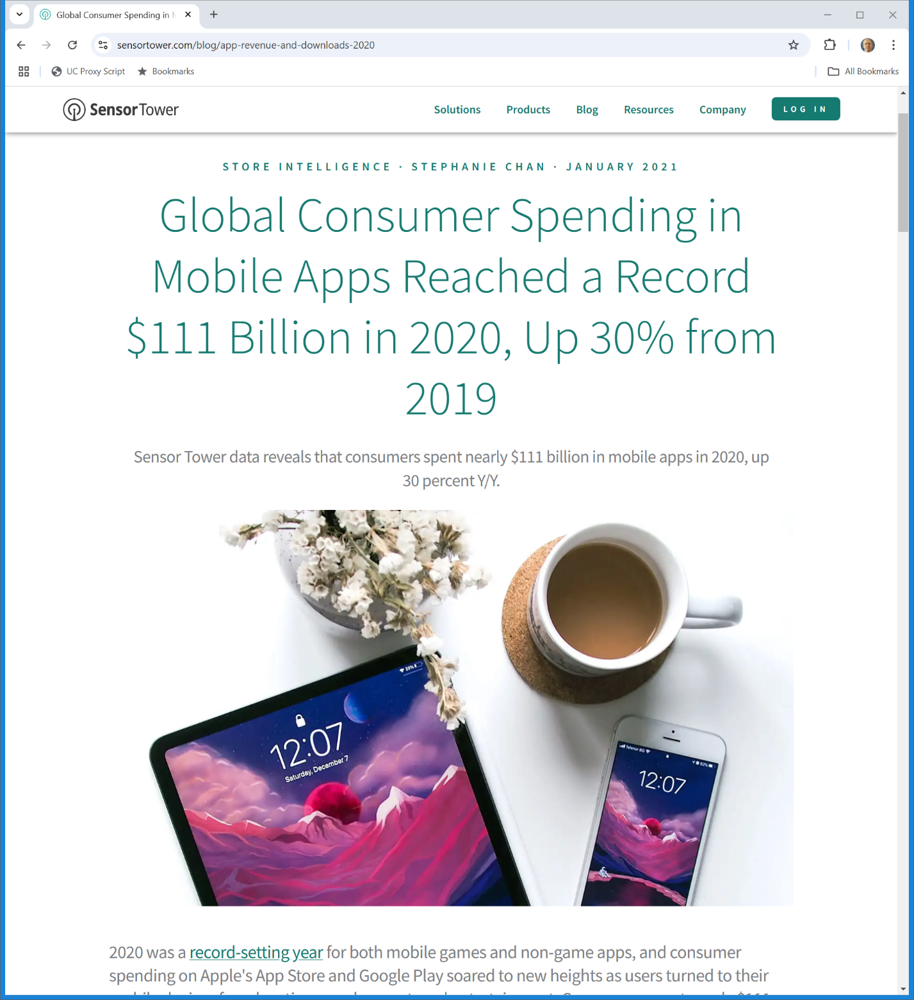 Global Consumer Spending in
sensortower.com/blog/app-revenue-and-downloads-2020
UC Proxy Script
Bookmarks
All Bookmarks
SensorTower
Solutions
Products
Blog
Resources
Company
LOG IN
STORE INTELLIGENCE · STEPHANIE CHAN · JANUARY 2021
Global Consumer Spending in
Mobile Apps Reached a Record
$111 Billion in 2020, Up 30% from
2019
Sensor Tower data reveals that consumers spent nearly $111 billion in mobile apps in 2020, up
30 percent Y/Y.
20%
12:07
Saturday, December 7
Telenor BG
62%
12:07
2020 was a record-setting year for both mobile games and non-game apps, and consumer
spending on Apple's App Store and Google Play soared to new heights as users turned to their